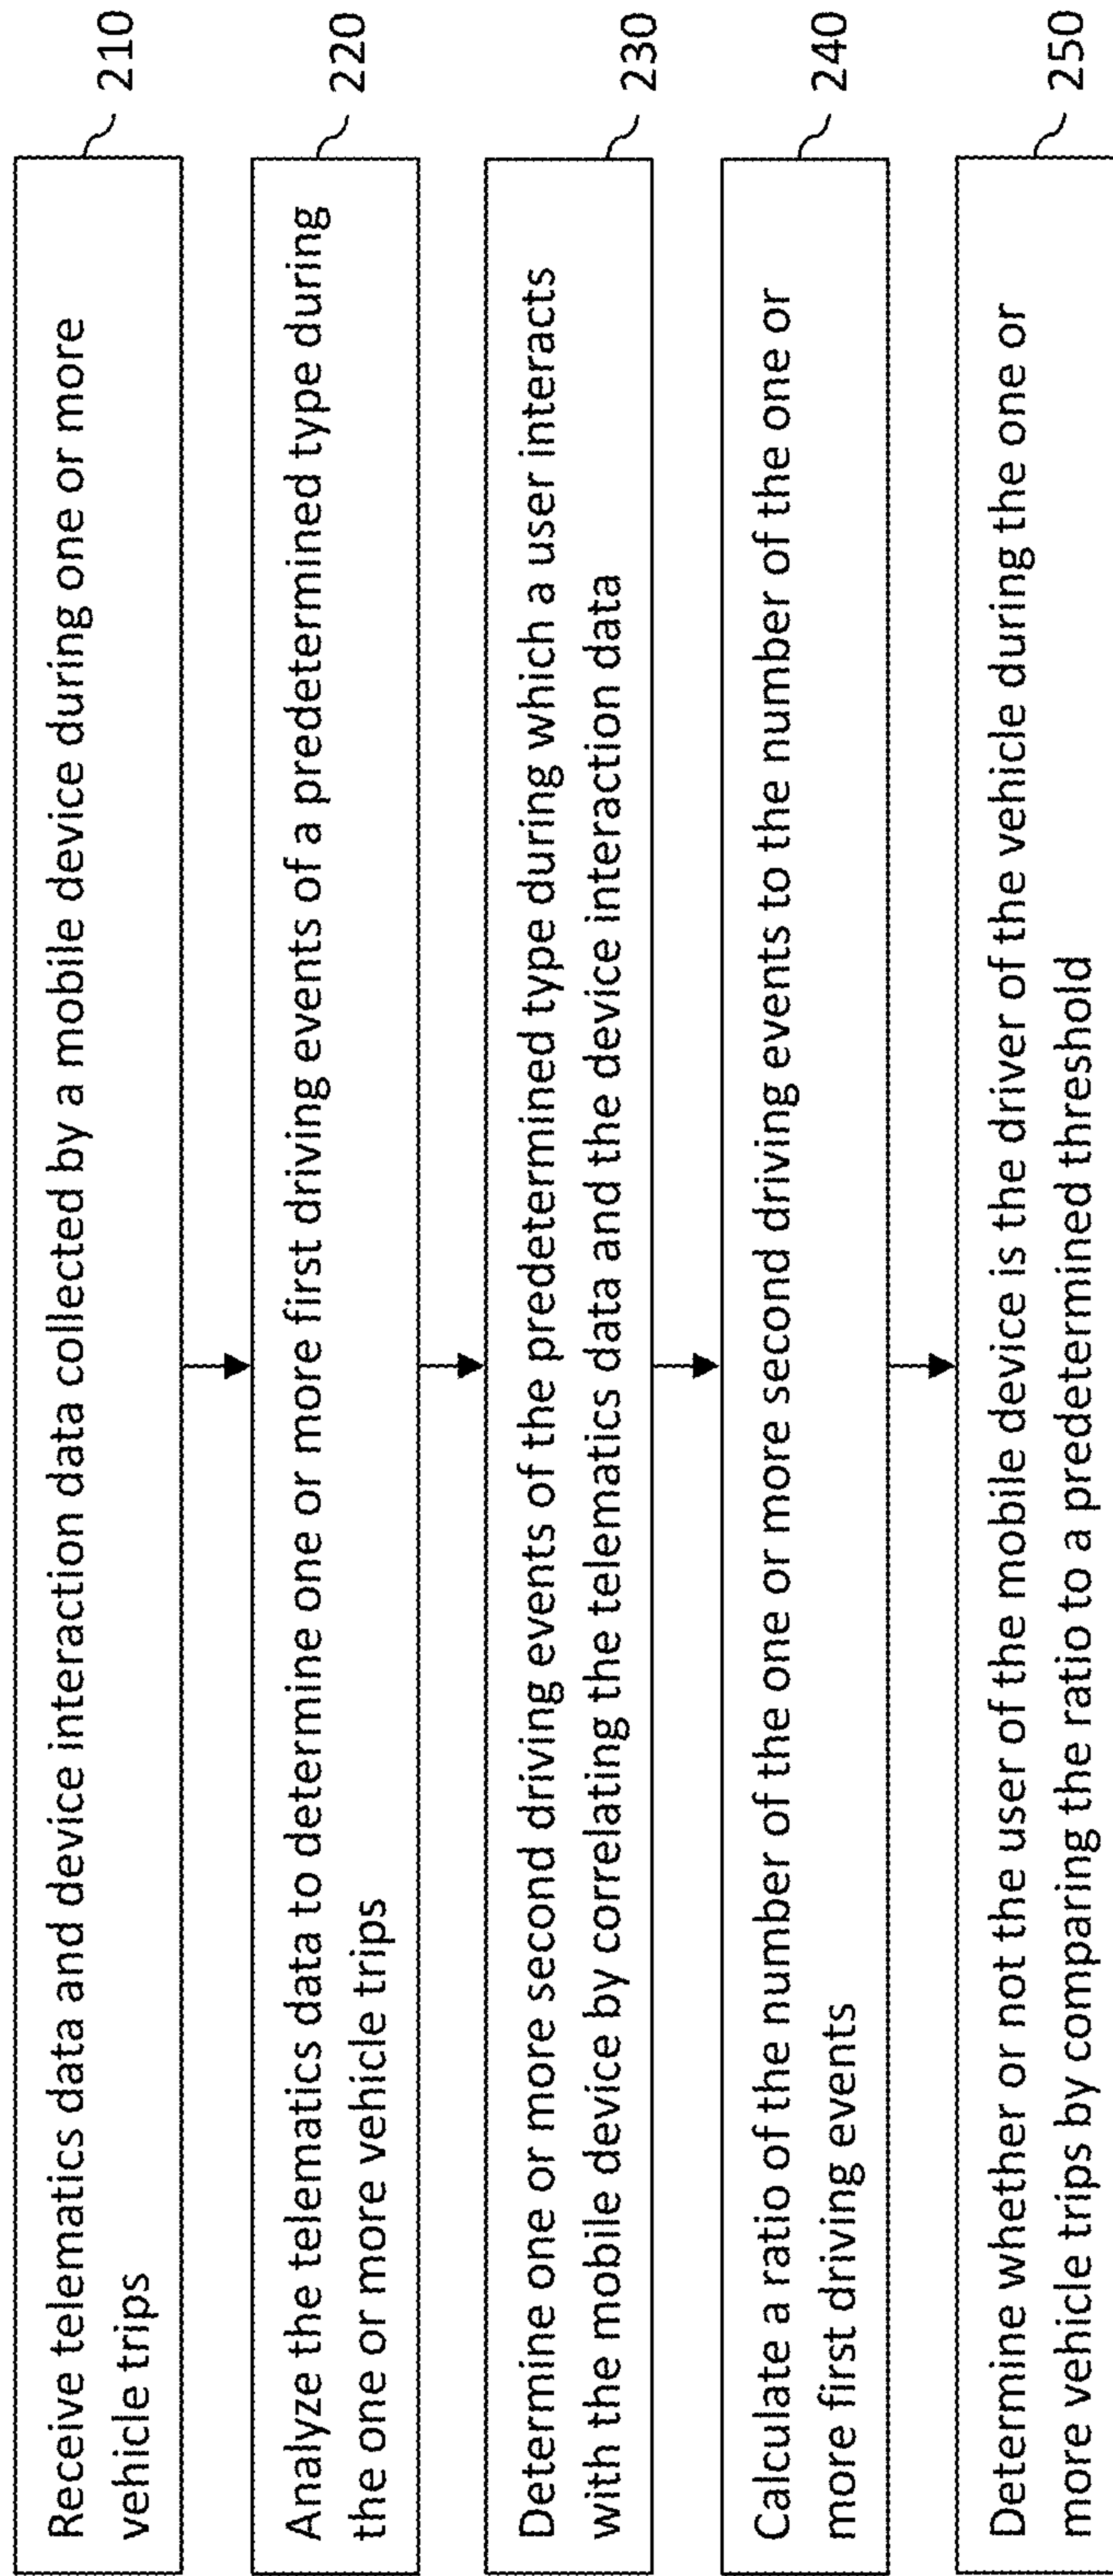 Receive telematics data and device interaction data collected by a mobile device during one or more
vehicle trips
210
Analyze the telematics data to determine one or more first driving events of a predetermined type during
the one or more vehicle trips
220
Determine one or more second driving events of the predetermined type during which a user interacts
with the mobile device by correlating the telematics data and the device interaction data
230
Calculate a ratio of the number of the one or more second driving events to the number of the one or
more first driving events
240
Determine whether or not the user of the mobile device is the driver of the vehicle during the one or
more vehicle trips by comparing the ratio to a predetermined threshold
250